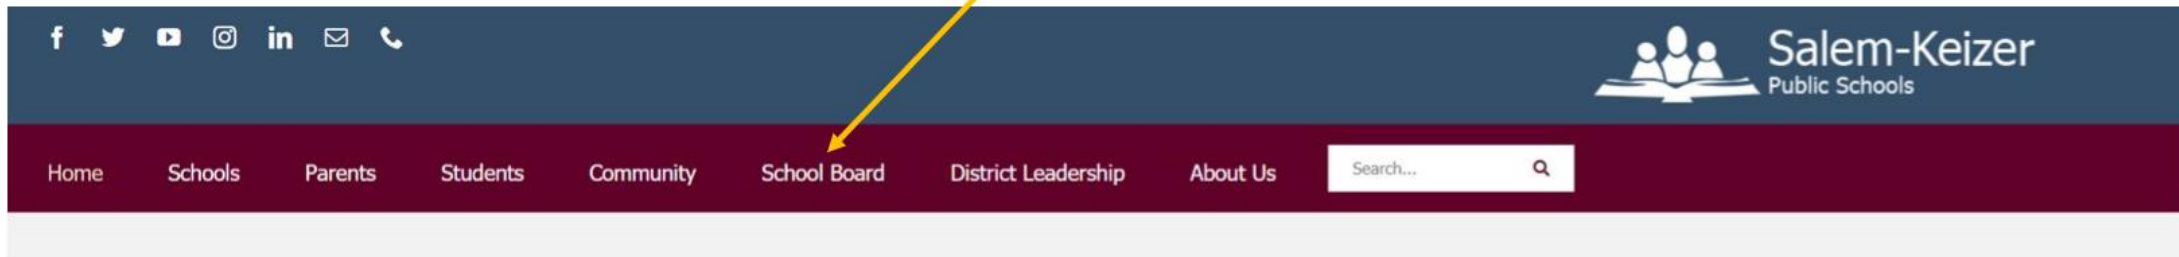 Salem-Keizer
Public Schools
Home Schools Parents Students Community School Board District Leadership About Us Search...